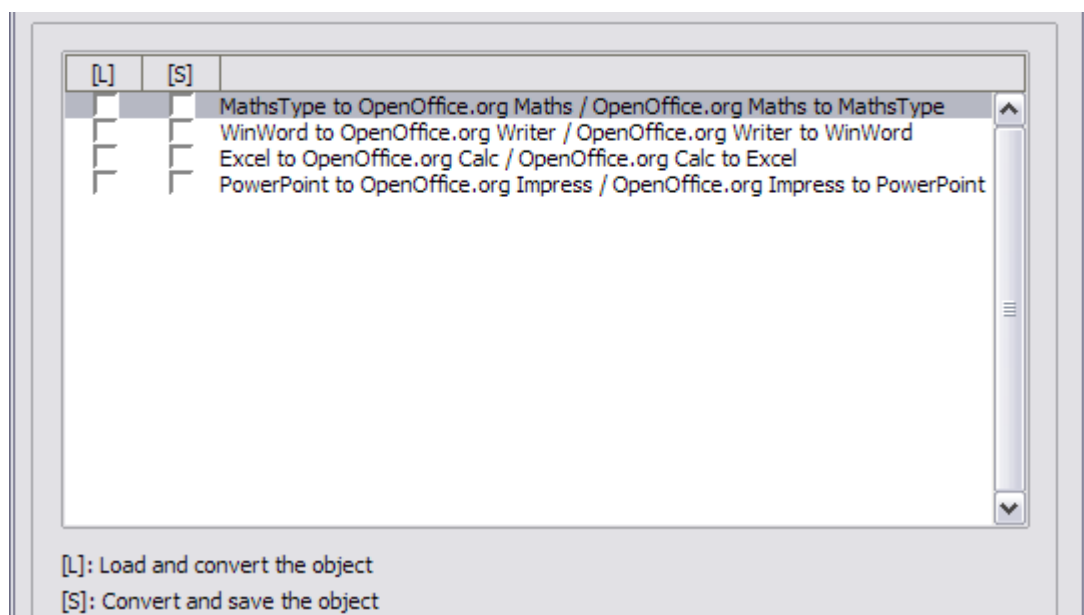 [L] [S]
MathsType to OpenOffice.org Maths / OpenOffice.org Maths to MathsType
WinWord to OpenOffice.org Writer / OpenOffice.org Writer to WinWord
Excel to OpenOffice.org Calc / OpenOffice.org Calc to Excel
PowerPoint to OpenOffice.org Impress / OpenOffice.org Impress to PowerPoint
[L]: Load and convert the object
[S]: Convert and save the object